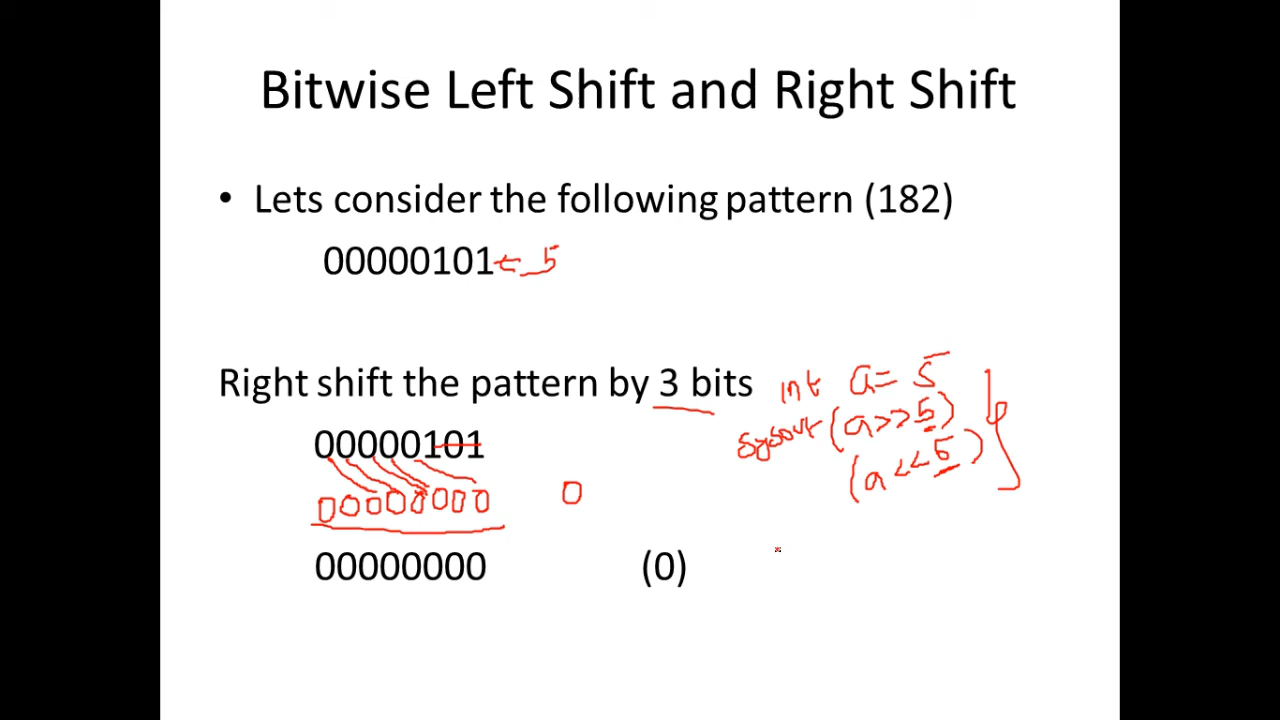 Bitwise Left Shift and Right Shift
• Lets consider the following pattern (182)
00000101 ← 5
Right shift the pattern by 3 bits
int a = 5
00000101
sysout (a>>5)
(a<<5)
00000000 0
00000000 (0)